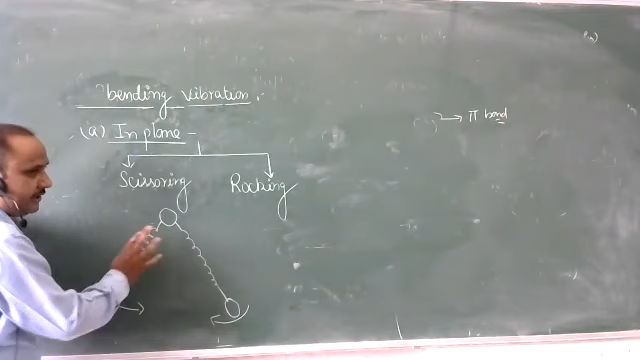 bending vibration
(a) In plane -
Scissoring Rocking
π bond